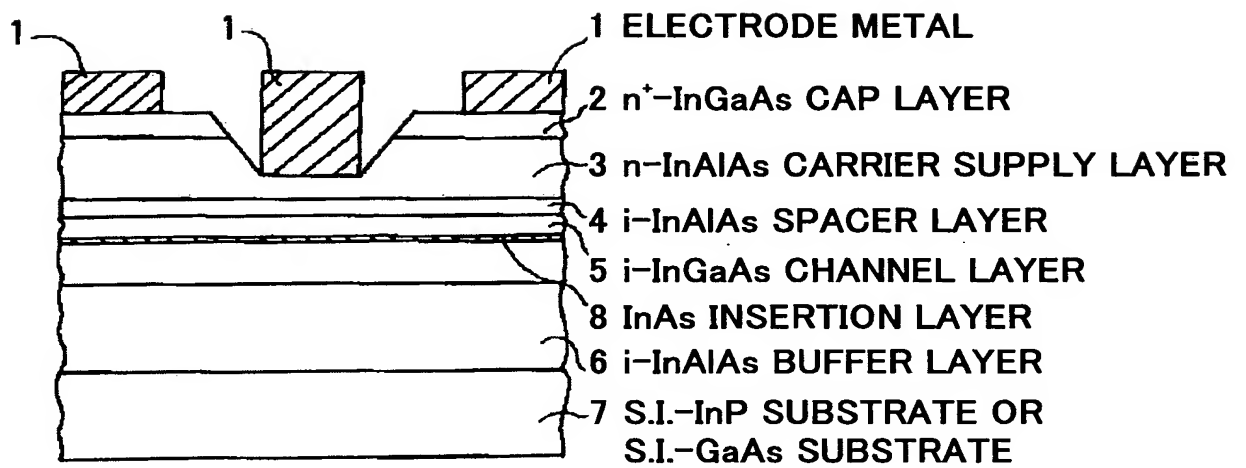 1 1 1 ELECTRODE METAL
2 n⁺-InGaAs CAP LAYER
3 n-InAlAs CARRIER SUPPLY LAYER
4 i-InAlAs SPACER LAYER
5 i-InGaAs CHANNEL LAYER
8 InAs INSERTION LAYER
6 i-InAlAs BUFFER LAYER
7 S.I.-InP SUBSTRATE OR
S.I.-GaAs SUBSTRATE